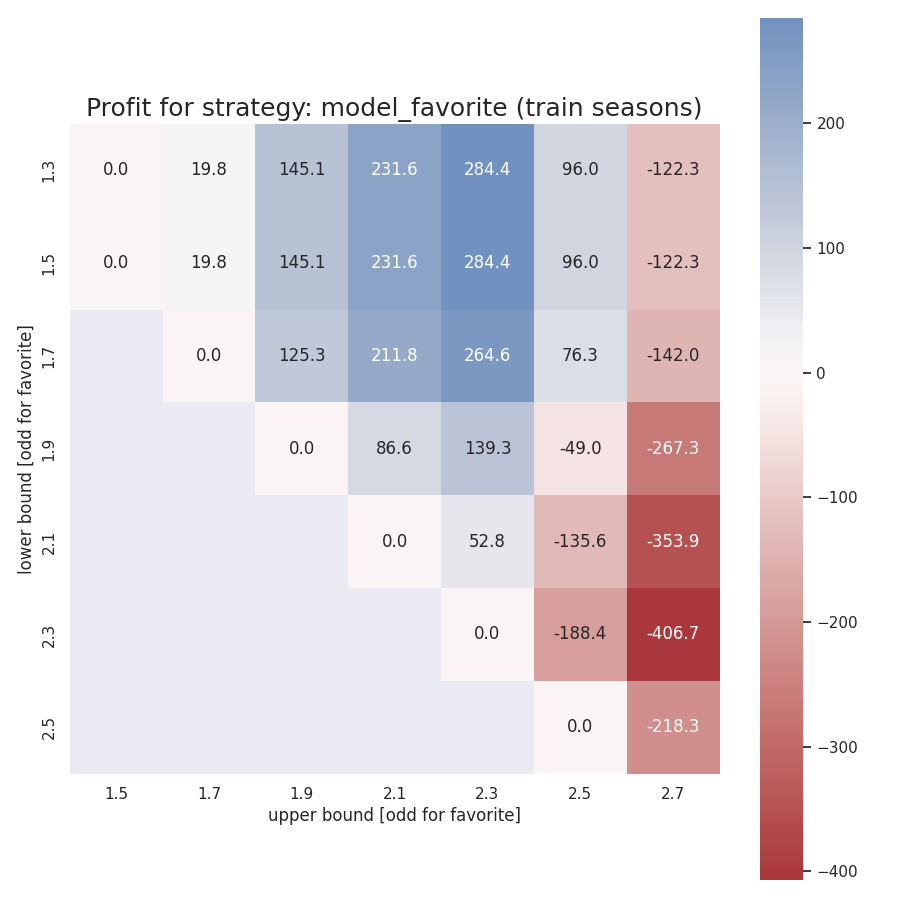 Profit for strategy: model_favorite (train seasons)
lower bound [odd for favorite]
1.3 0.0 19.8 145.1 231.6 284.4 96.0 -122.3
1.5 0.0 19.8 145.1 231.6 284.4 96.0 -122.3
1.7 0.0 125.3 211.8 264.6 76.3 -142.0
1.9 0.0 86.6 139.3 -49.0 -267.3
2.1 0.0 52.8 -135.6 -353.9
2.3 0.0 -188.4 -406.7
2.5 0.0 -218.3
1.5 1.7 1.9 2.1 2.3 2.5 2.7
upper bound [odd for favorite]
200
100
0
−100
−200
−300
−400